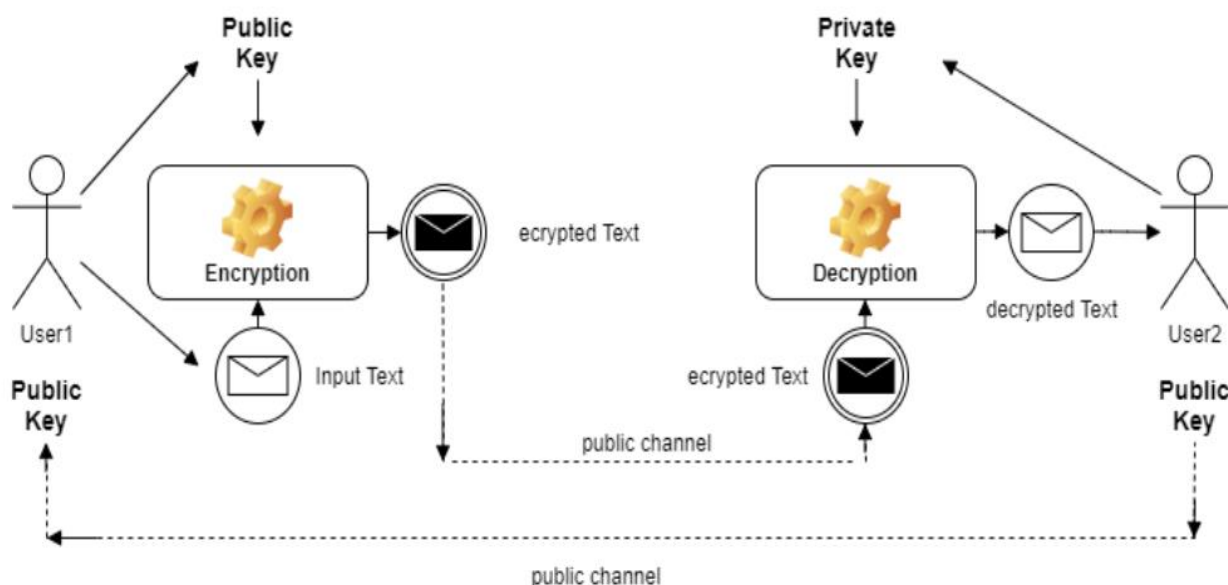 Public
Key
Private
Key
Encryption
ecrypted Text
Decryption
decrypted Text
User1
User2
Input Text
ecrypted Text
Public
Key
Public
Key
public channel
public channel